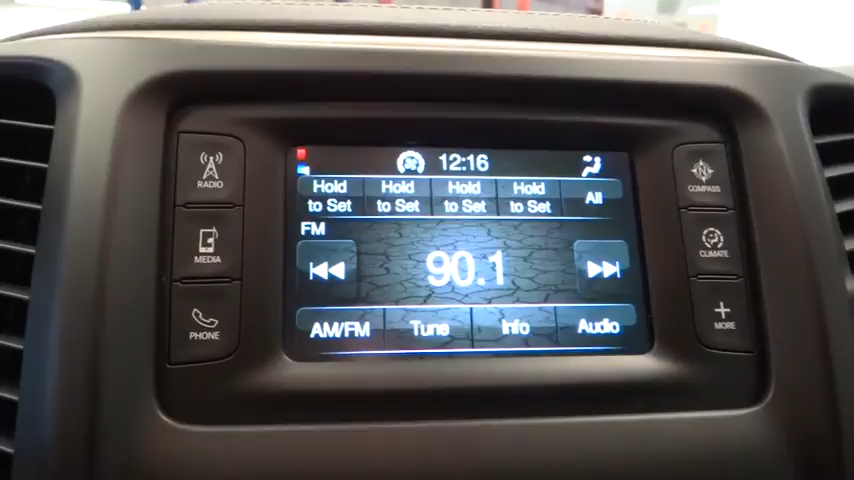 12:16
Hold Hold Hold Hold
to Set to Set to Set to Set All
RADIO
COMPASS
FM
90.1
MEDIA
CLIMATE
AM/FM Tune Info Audio
PHONE
MORE